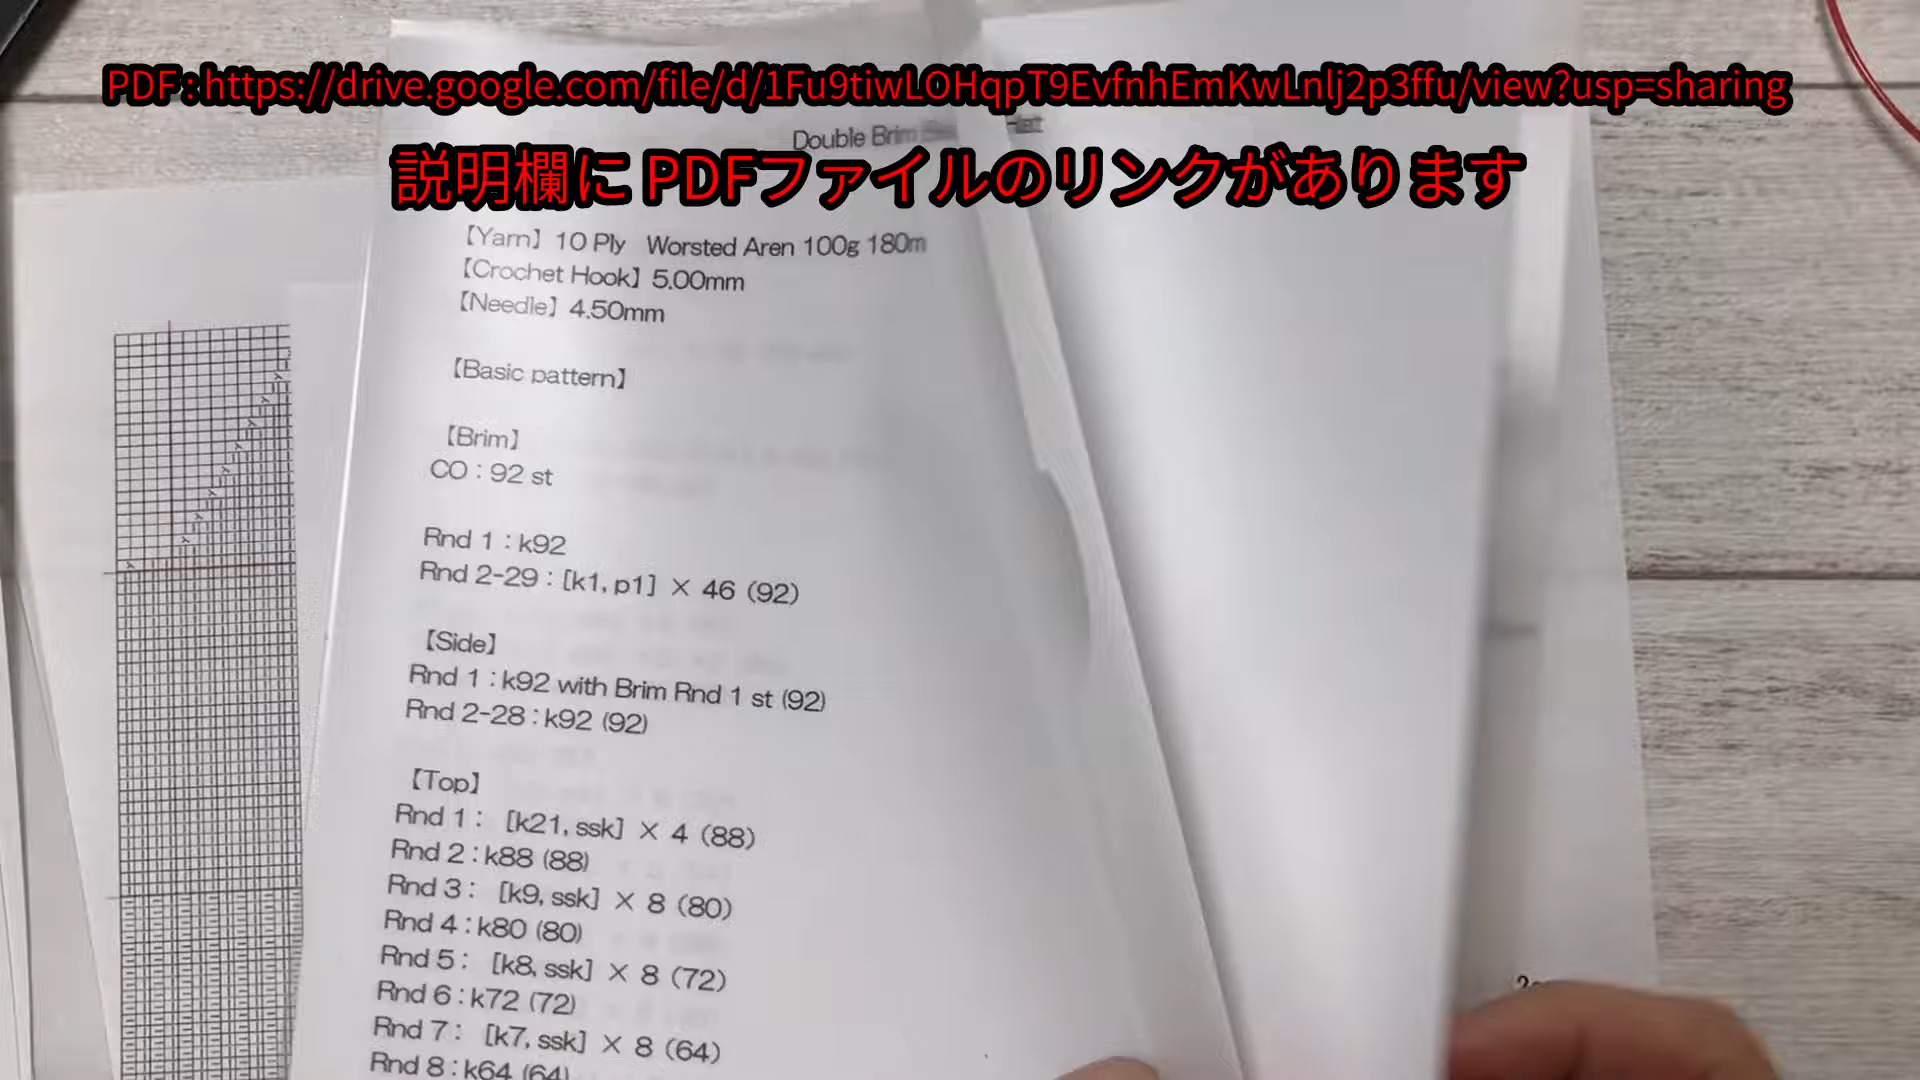 PDF : https://drive.google.com/file/d/1Fu9tiwLOHqpT9EvfnhEmKwLnlj2p3ffu/view?usp=sharing
Double Brim
説明欄に PDFファイルのリンクがあります
【Yarn】10 Ply Worsted Aren 100g 180m
【Crochet Hook】5.00mm
【Needle】4.50mm
【Basic pattern】
【Brim】
CO : 92 st
Rnd 1 : k92
Rnd 2-29 : [k1, p1] × 46 (92)
【Side】
Rnd 1 : k92 with Brim Rnd 1 st (92)
Rnd 2-28 : k92 (92)
【Top】
Rnd 1 : [k21, ssk] × 4 (88)
Rnd 2 : k88 (88)
Rnd 3 : [k9, ssk] × 8 (80)
Rnd 4 : k80 (80)
Rnd 5 : [k8, ssk] × 8 (72)
Rnd 6 : k72 (72)
Rnd 7 : [k7, ssk] × 8 (64)
Rnd 8 : k64 (64)